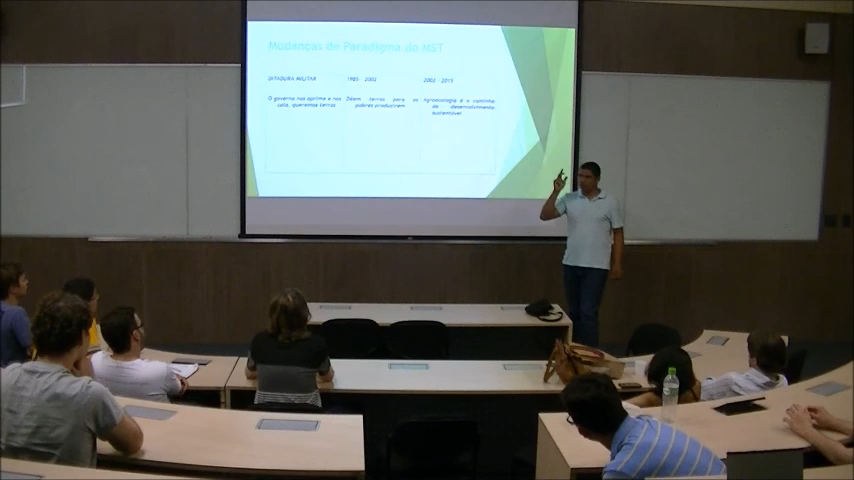 Mudanças de Paradigma do MST
DITADURA MILITAR 1985 - 2002 2003 - 2015
O governo nos oprime e nos Dêem terras para os Agroecologia é o caminho
cala, queremos terras pobres produzirem do desenvolvimento
sustentável